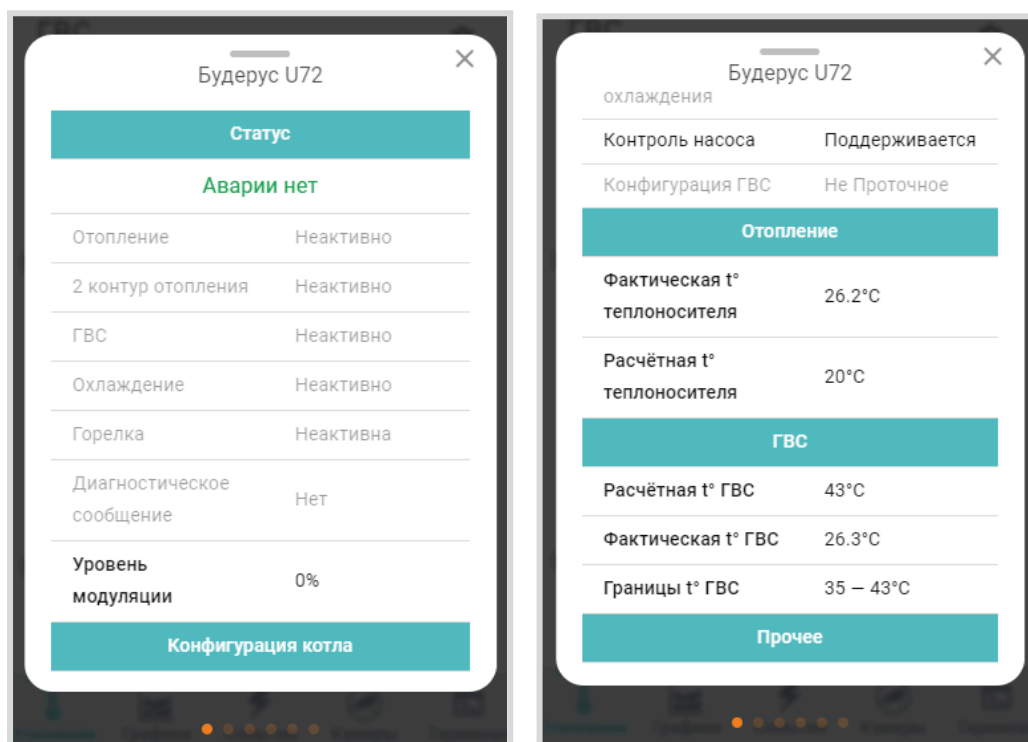 ГВС
Будерус U72
Статус
Аварии нет
Отопление Неактивно
2 контур отопления Неактивно
ГВС Неактивно
Охлаждение Неактивно
Горелка Неактивна
Диагностическое
сообщение
Нет
Уровень
модуляции
0%
Конфигурация котла
Будерус U72
охлаждения
Контроль насоса Поддерживается
Конфигурация ГВС Не Проточное
Отопление
Фактическая t°
теплоносителя
26.2°C
Расчётная t°
теплоносителя
20°C
ГВС
Расчётная t° ГВС 43°C
Фактическая t° ГВС 26.3°C
Границы t° ГВС 35 — 43°C
Прочее